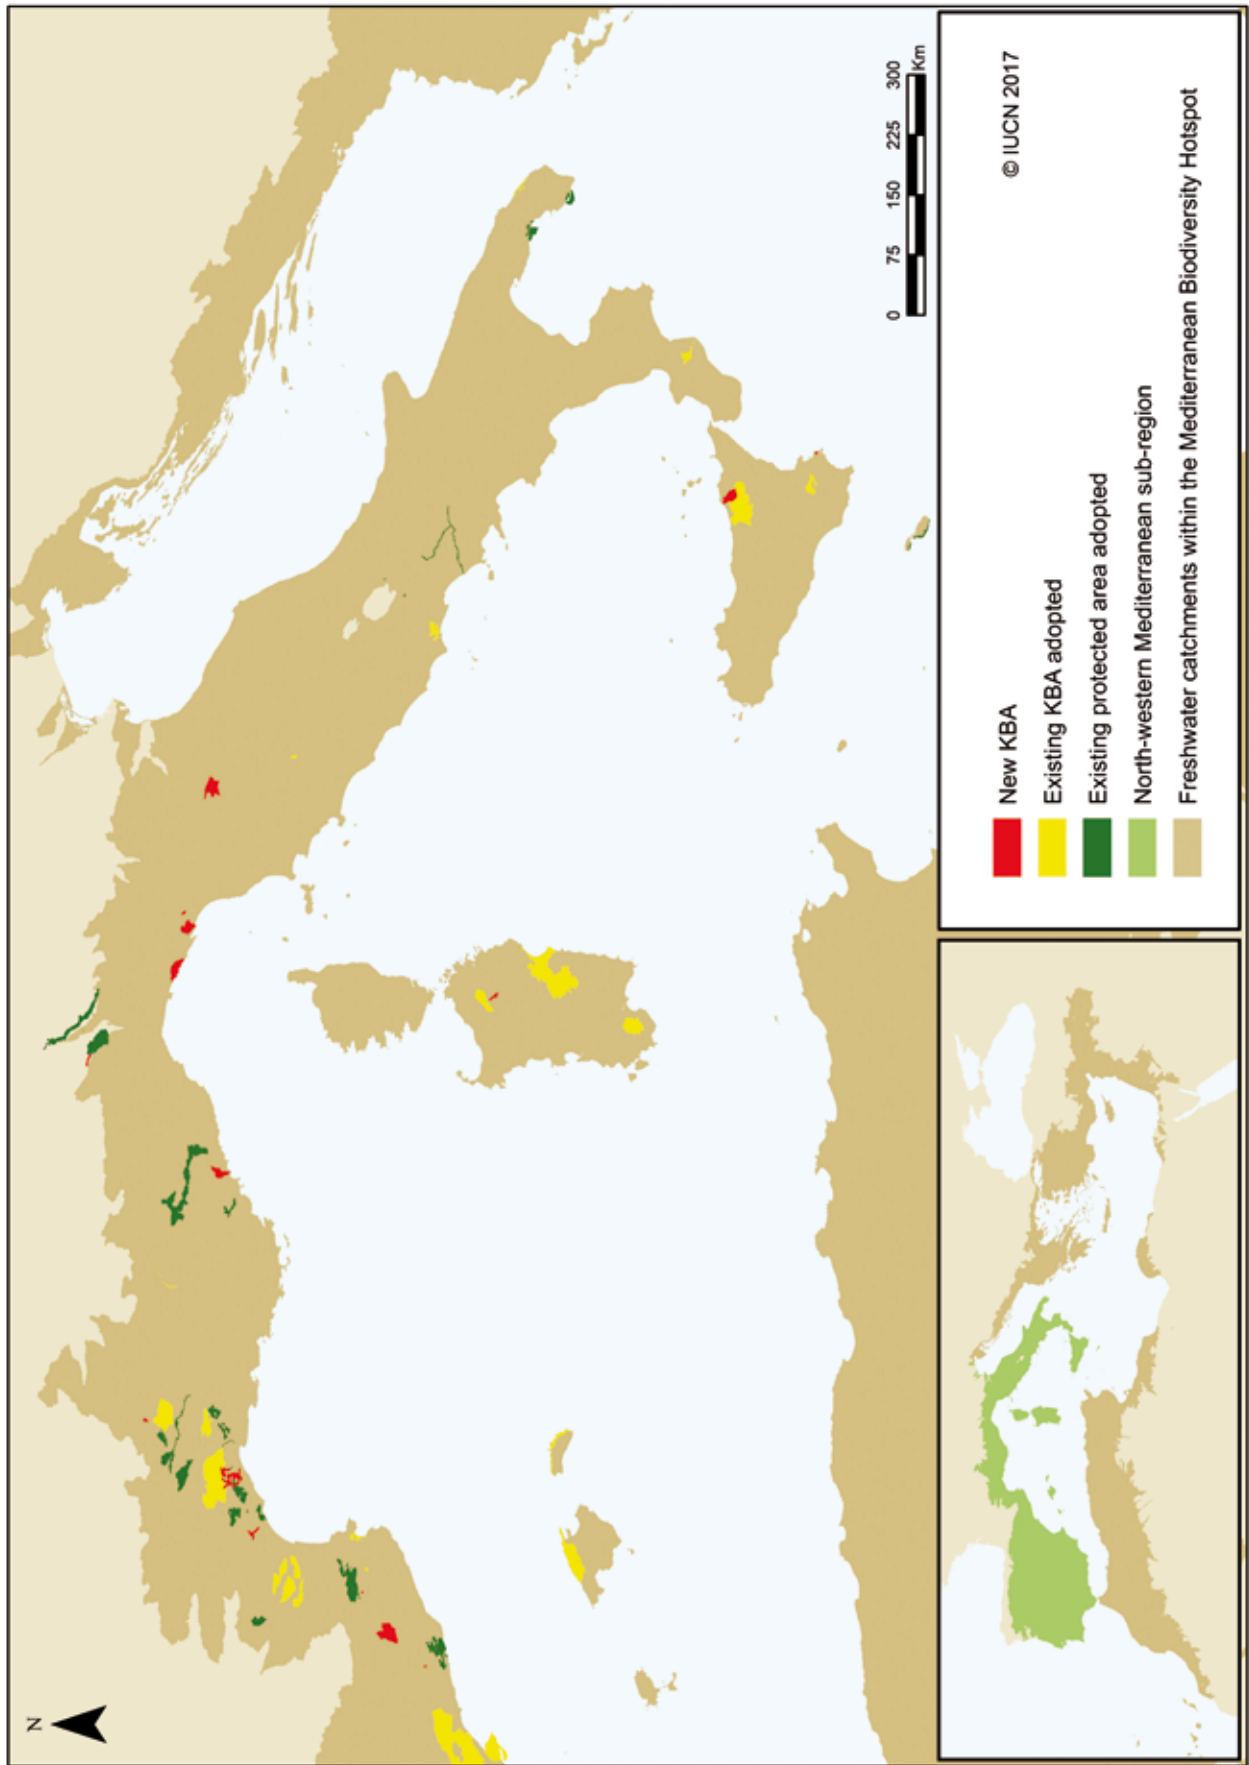 N
0 75 150 225 300
Km
New KBA
Existing KBA adopted
Existing protected area adopted
North-western Mediterranean sub-region
Freshwater catchments within the Mediterranean Biodiversity Hotspot
© IUCN 2017